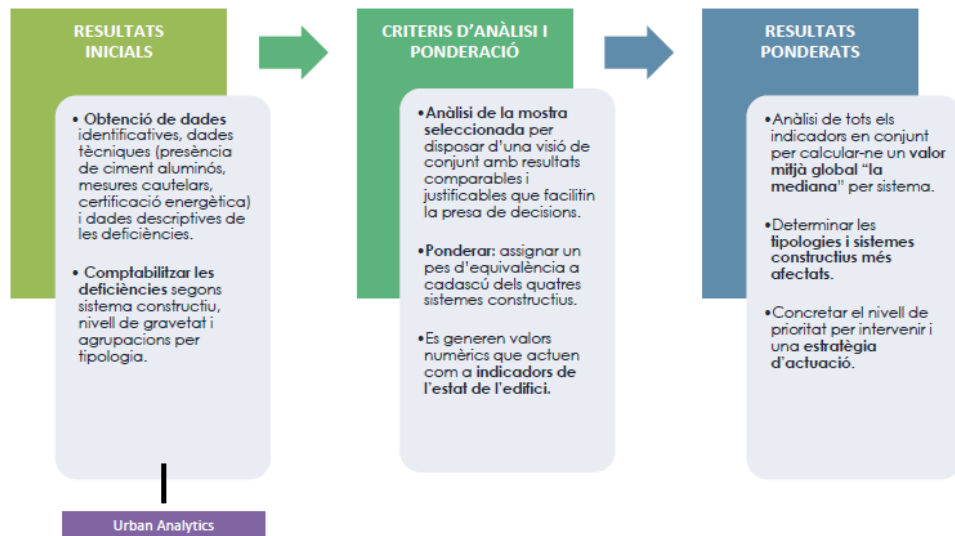 RESULTATS
INICIALS
• Obtenció de dades
identificatives, dades
tècniques (presència
de ciment aluminós,
mesures cautelars,
certificació energètica)
i dades descriptives de
les deficiències.
• Comptabilitzar les
deficiències segons
sistema constructiu,
nivell de gravetat i
agrupacions per
tipologia.
Urban Analytics
CRITERIS D'ANÀLISI I
PONDERACIÓ
•Anàlisi de la mostra
seleccionada per
disposar d'una visió de
conjunt amb resultats
comparables i
justificables que facilitin
la presa de decisions.
•Ponderar: assignar un
pes d'equivalència a
cadascú dels quatres
sistemes constructius.
•Es generen valors
numèrics que actuen
com a indicadors de
l'estat de l'edifici.
RESULTATS
PONDERATS
•Anàlisi de tots els
indicadors en conjunt
per calcular-ne un valor
mitjà global "la
mediana" per sistema.
•Determinar les
tipologies i sistemes
constructius més
afectats.
•Concretar el nivell de
prioritat per intervenir i
una estratègia
d'actuació.